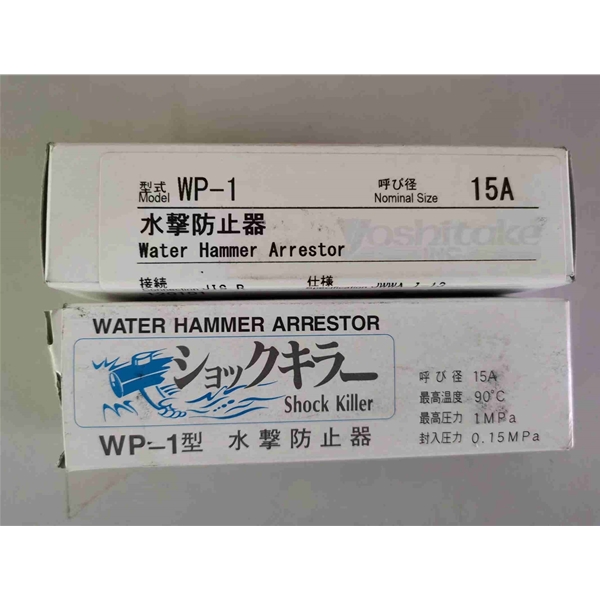 型式 Model WP-1 呼び径 Nominal Size 15A
水撃防止器 Yoshitake
Water Hammer Arrestor INC.
接続 仕様
WATER HAMMER ARRESTOR
ショックキラー
Shock Killer
WP-1型 水撃防止器
呼び径 15A
最高温度 90°C
最高圧力 1MPa
封入圧力 0.15MPa